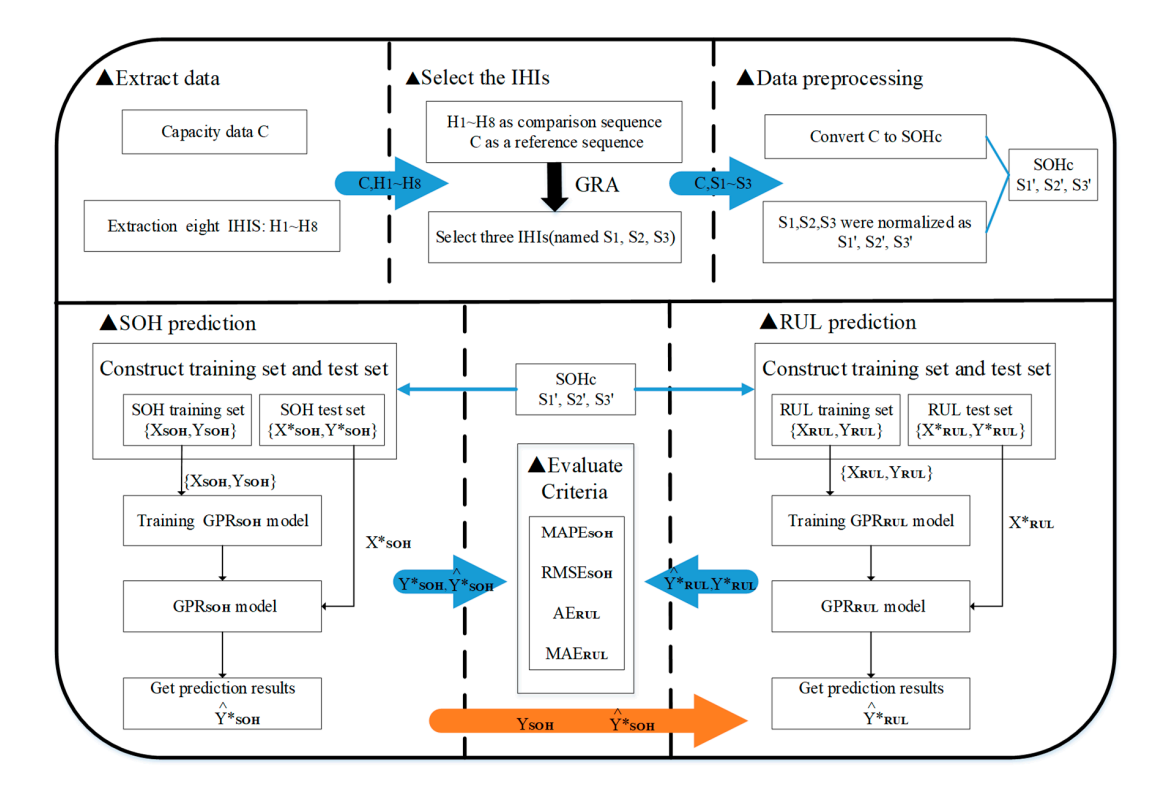 ▲Extract data
Capacity data C
Extraction eight IHIS: H1~H8
C,H1~H8
▲Select the IHIs
H1~H8 as comparison sequence
C as a reference sequence
GRA
Select three IHIs(named S1, S2, S3)
C,S1~S3
▲Data preprocessing
Convert C to SOHc
S1,S2,S3 were normalized as
S1', S2', S3'
SOHc
S1', S2', S3'
▲SOH prediction
Construct training set and test set
SOH training set
{XSOH,YSOH}
SOH test set
{X*SOH,Y*SOH}
{XSOH,YSOH}
Training GPRSOH model
X*SOH
GPRSOH model
Get prediction results
Ŷ*SOH
SOHc
S1', S2', S3'
▲Evaluate
Criteria
MAPESOH
RMSESOH
AERUL
MAERUL
Y*SOH,Ŷ*SOH
Ŷ*RUL,Y*RUL
YSOH Ŷ*SOH
▲RUL prediction
Construct training set and test set
RUL training set
{XRUL,YRUL}
RUL test set
{X*RUL,Y*RUL}
{XRUL,YRUL}
Training GPRRUL model
X*RUL
GPRRUL model
Get prediction results
Ŷ*RUL